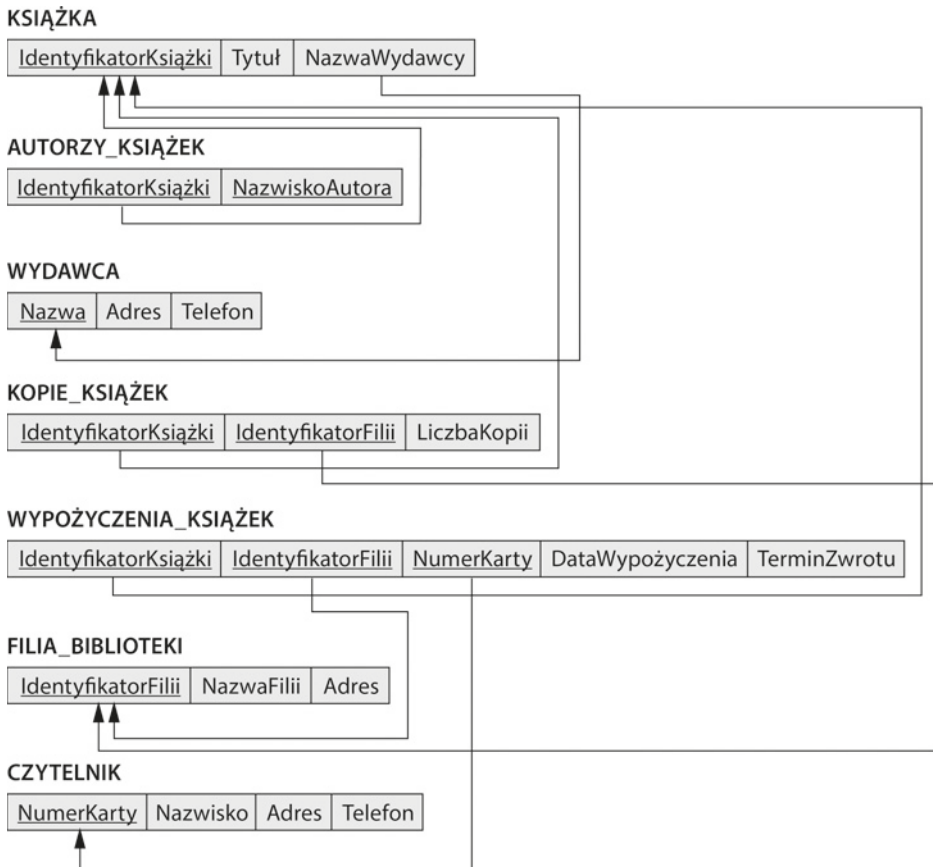 KSIĄŻKA
IdentyfikatorKsiążki Tytuł NazwaWydawcy
AUTORZY_KSIĄŻEK
IdentyfikatorKsiążki NazwiskoAutora
WYDAWCA
Nazwa Adres Telefon
KOPIE_KSIĄŻEK
IdentyfikatorKsiążki IdentyfikatorFilii LiczbaKopii
WYPOŻYCZENIA_KSIĄŻEK
IdentyfikatorKsiążki IdentyfikatorFilii NumerKarty DataWypożyczenia TerminZwrotu
FILIA_BIBLIOTEKI
IdentyfikatorFilii NazwaFilii Adres
CZYTELNIK
NumerKarty Nazwisko Adres Telefon